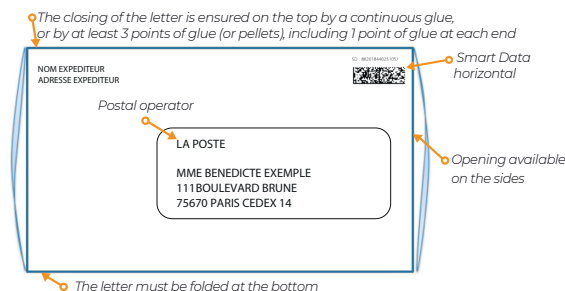 The closing of the letter is ensured on the top by a continuous glue,
or by at least 3 points of glue (or pellets), including 1 point of glue at each end
NOM EXPEDITEUR
ADRESSE EXPEDITEUR
Smart Data
horizontal
Postal operator
LA POSTE
MME BENEDICTE EXEMPLE
111BOULEVARD BRUNE
75670 PARIS CEDEX 14
Opening available
on the sides
The letter must be folded at the bottom